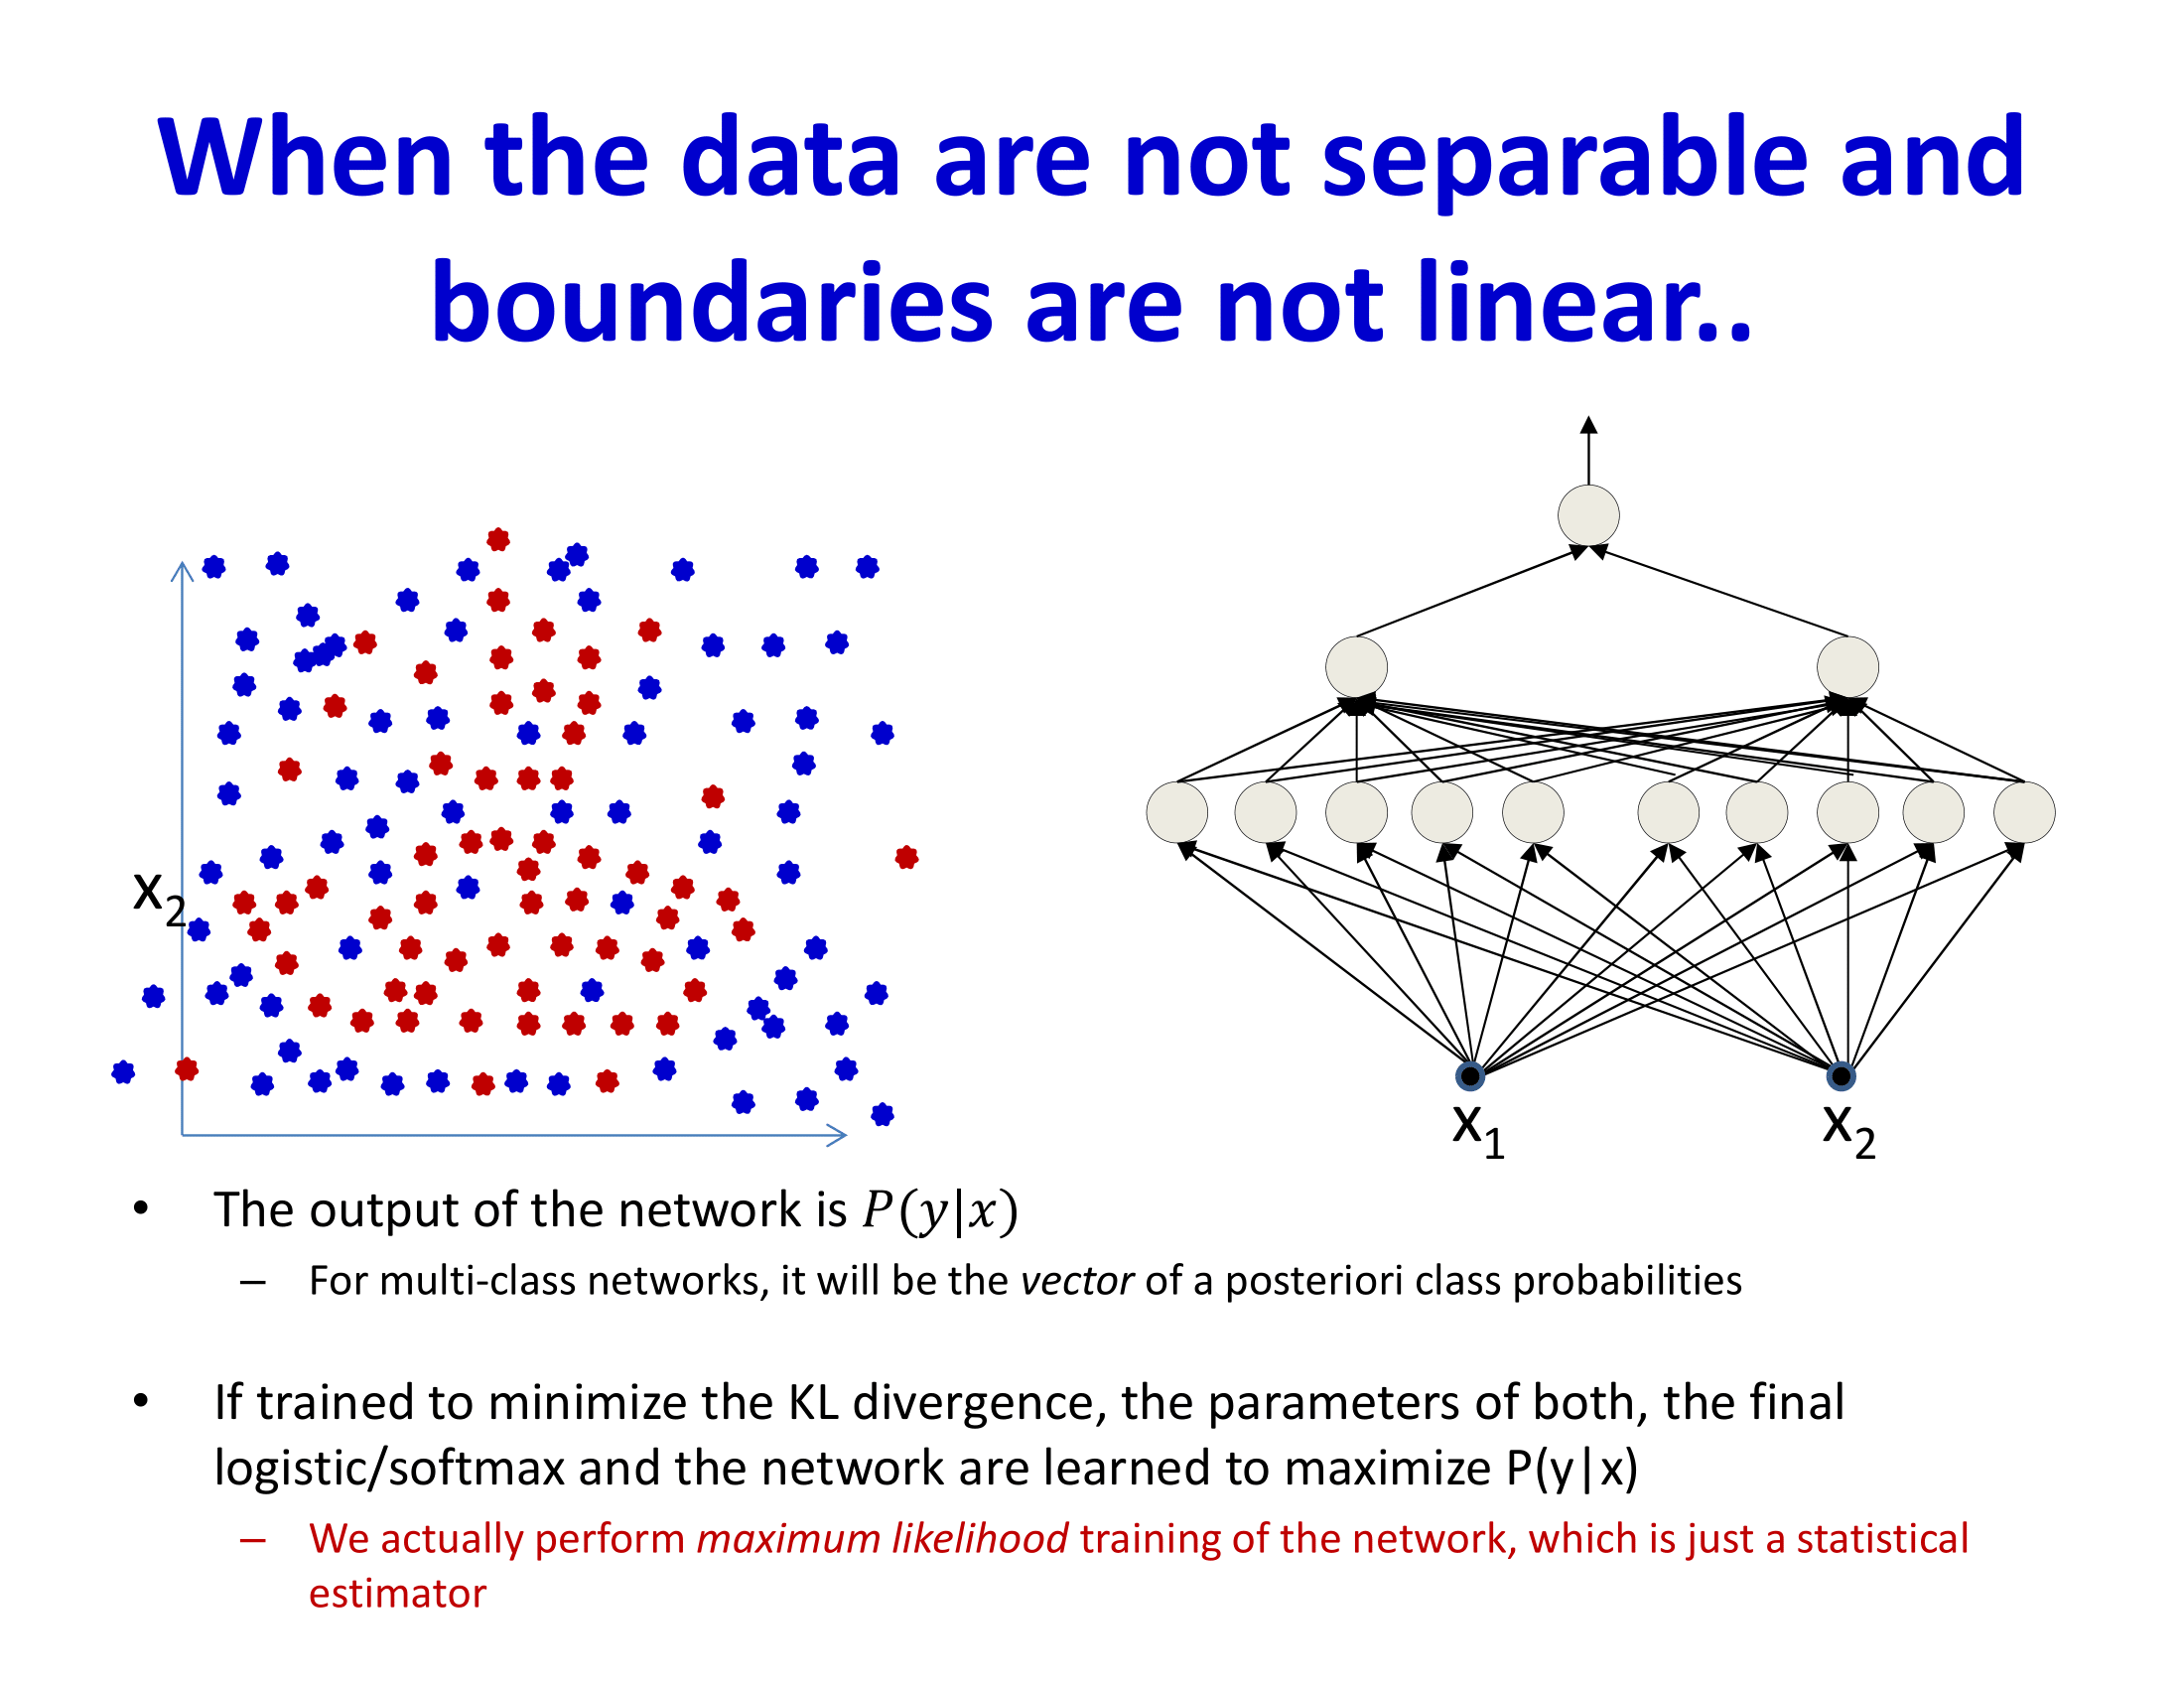 When the data are not separable and
boundaries are not linear..
x2
x1
x2
• The output of the network is P(y|x)
– For multi-class networks, it will be the vector of a posteriori class probabilities
• If trained to minimize the KL divergence, the parameters of both, the final
logistic/softmax and the network are learned to maximize P(y|x)
– We actually perform maximum likelihood training of the network, which is just a statistical
estimator